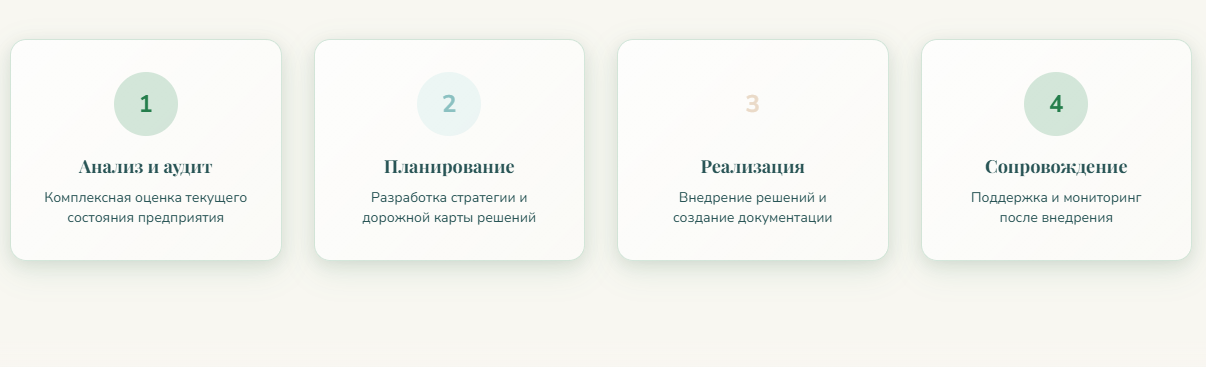 1
Анализ и аудит
Комплексная оценка текущего
состояния предприятия
2
Планирование
Разработка стратегии и
дорожной карты решений
3
Реализация
Внедрение решений и
создание документации
4
Сопровождение
Поддержка и мониторинг
после внедрения